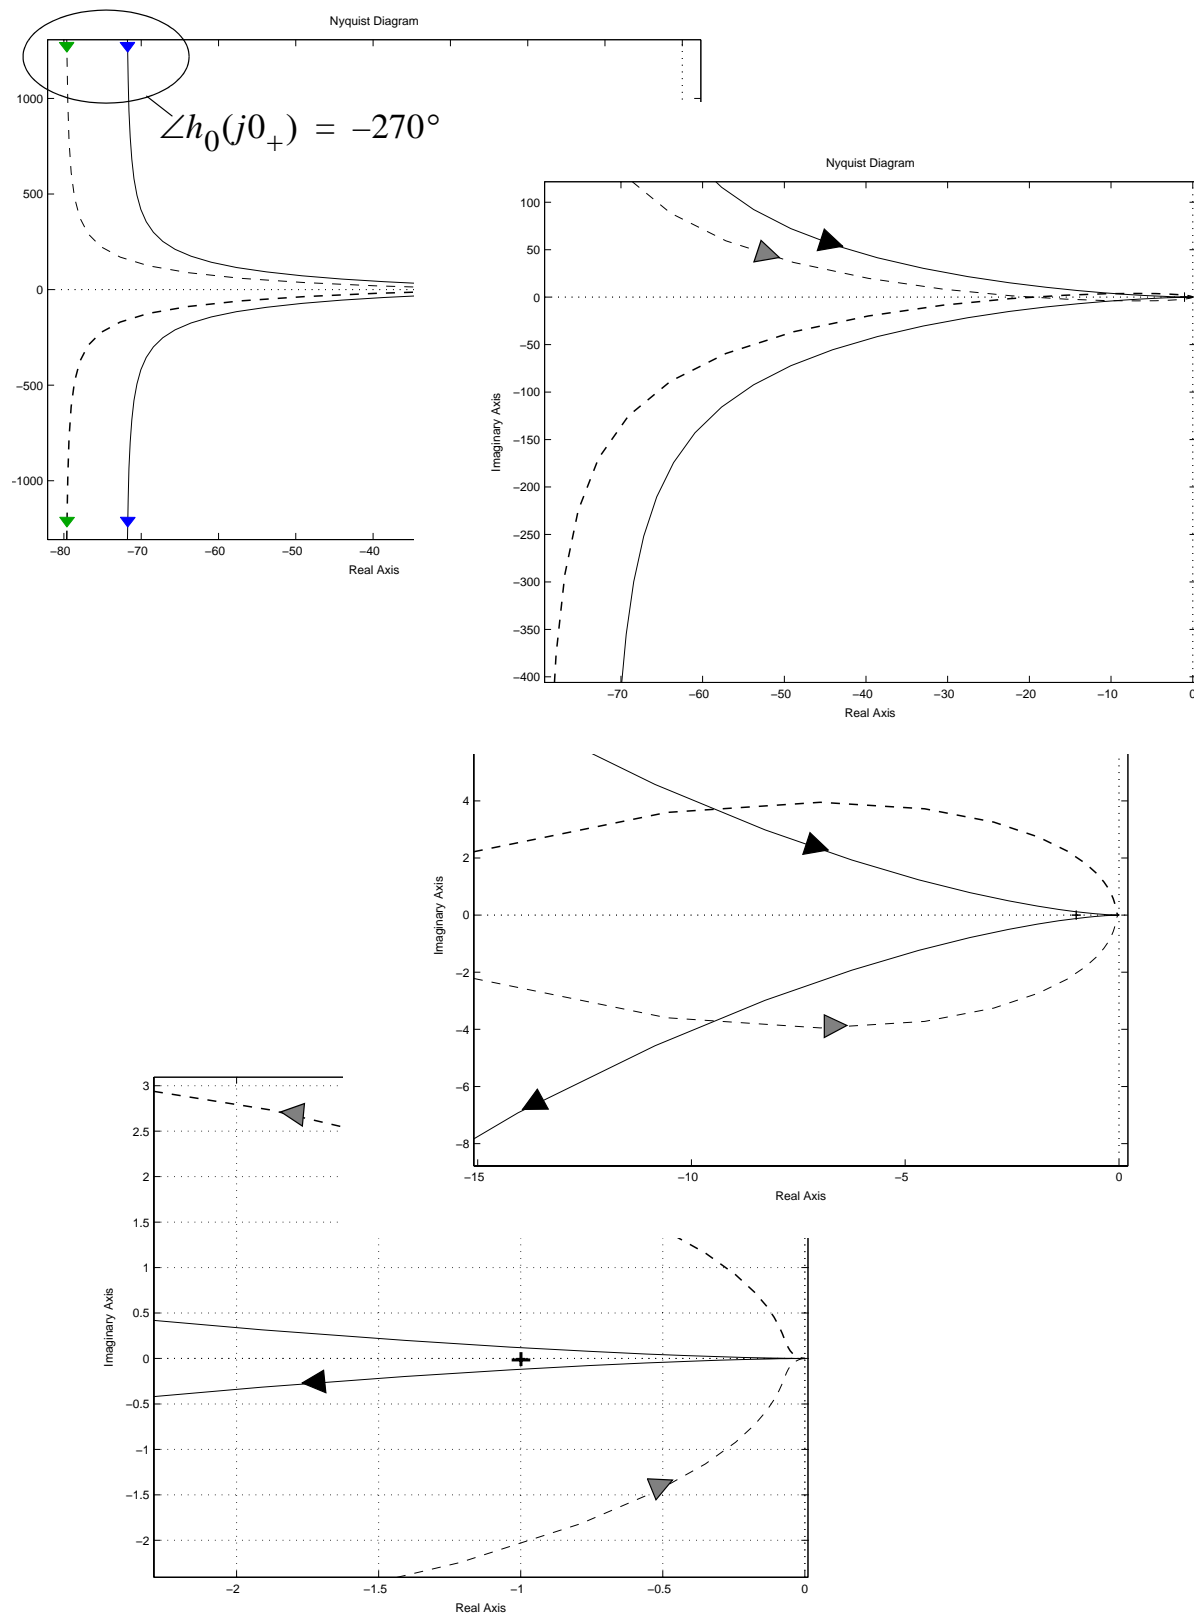 Nyquist Diagram
1000
500
0
−500
−1000
∠h₀(j0₊) = −270°
−80 −70 −60 −50 −40
Real Axis
Nyquist Diagram
100
50
0
−50
−100
−150
−200
−250
−300
−350
−400
Imaginary Axis
−70 −60 −50 −40 −30 −20 −10 0
Real Axis
4
2
0
−2
−4
−6
−8
Imaginary Axis
−15 −10 −5 0
Real Axis
3
2.5
2
1.5
1
0.5
0
−0.5
−1
−1.5
−2
Imaginary Axis
−2 −1.5 −1 −0.5 0
Real Axis